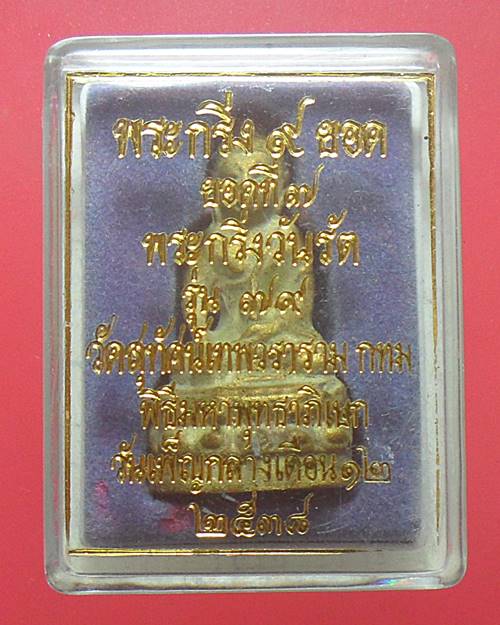 พระกริ่ง ๙ ยอด
ยอดที่ ๗
พระกริ่งวันรัต
รุ่น ๗๙
วัดสุทัศน์เทพวราราม กทม
พิธีมหาพุทธาภิเษก
วันเพ็ญกลางเดือน ๑๒
๒๕๓๘